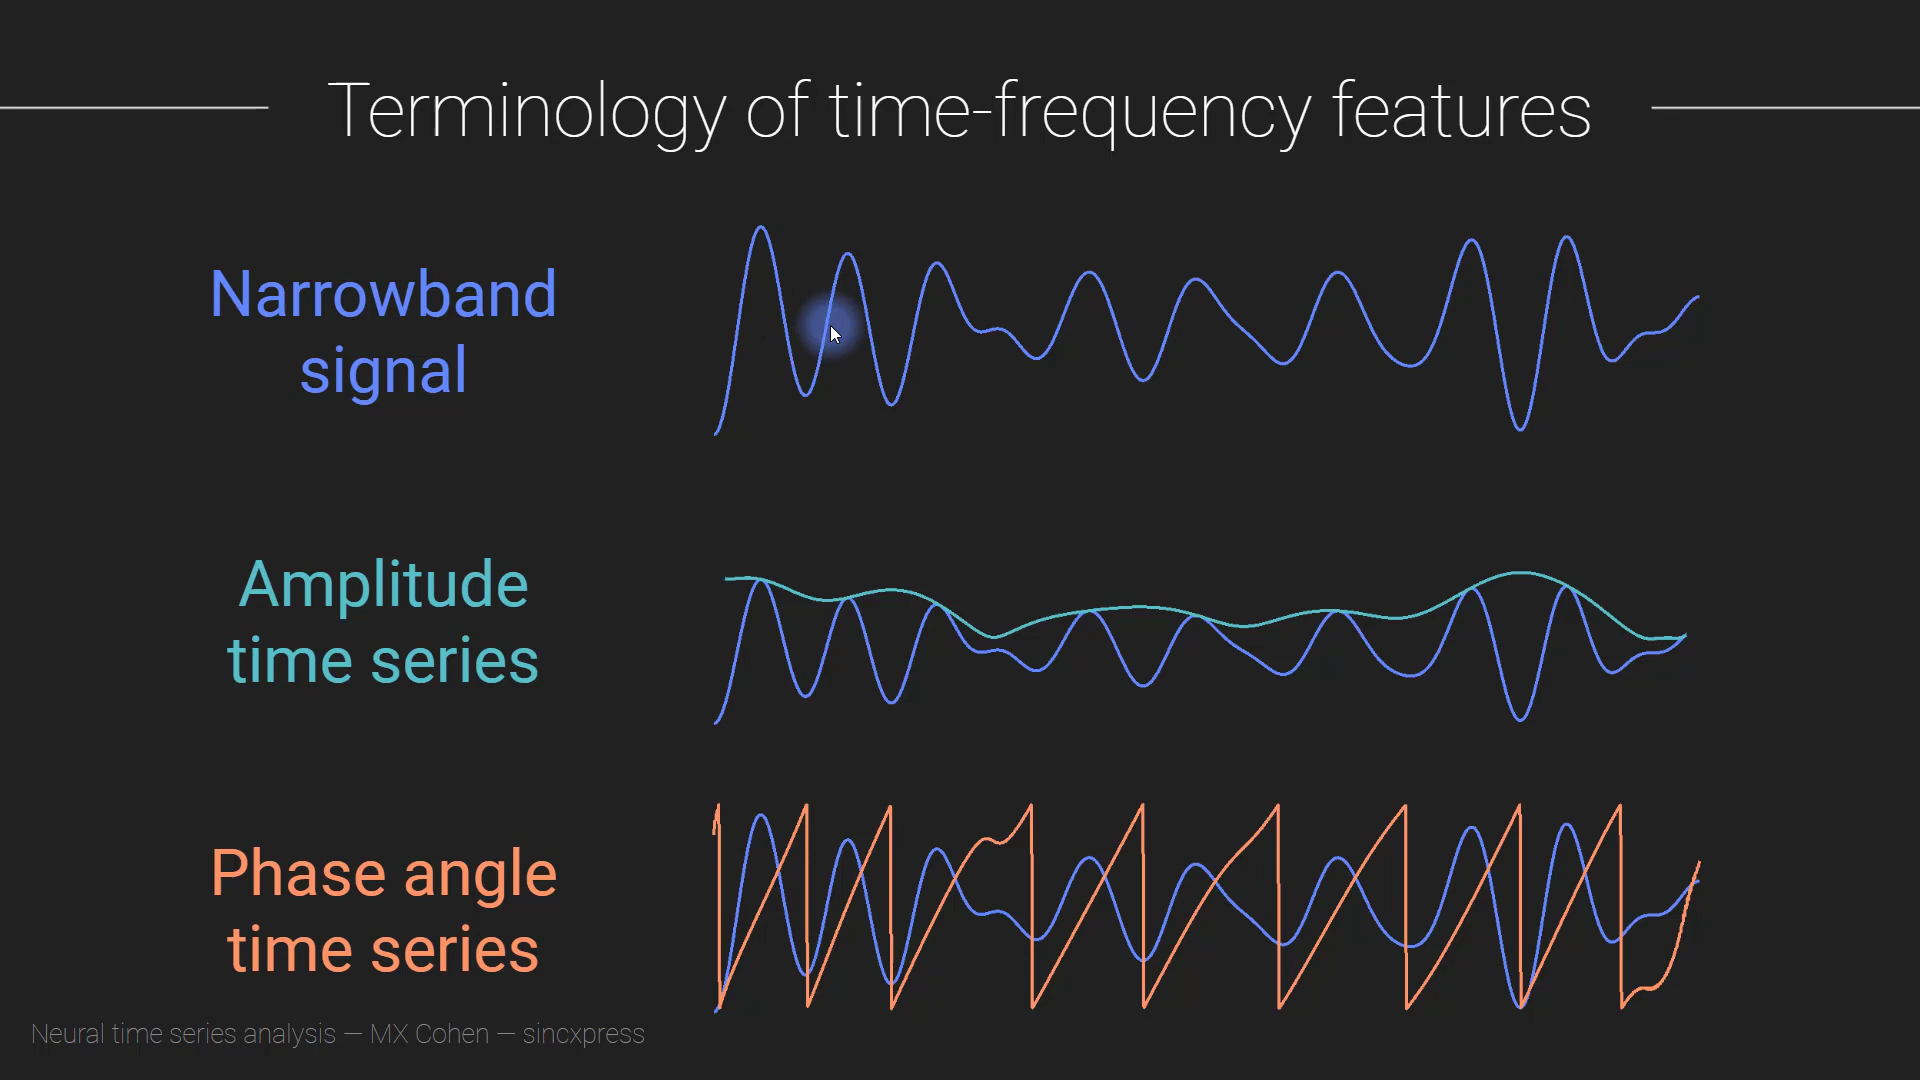 Terminology of time-frequency features
Narrowband
signal
Amplitude
time series
Phase angle
time series
Neural time series analysis — MX Cohen — sincxpress